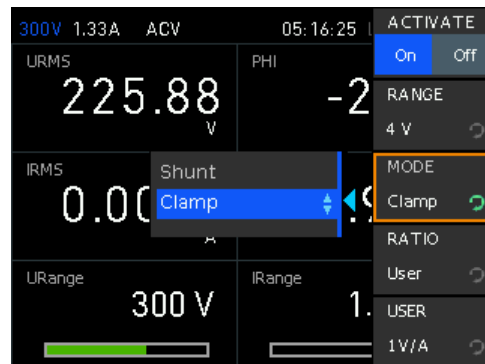 300V 1.33A ACV 05:16:25
ACTIVATE
On Off
URMS
225.88
V
PHI
-2
RANGE
4 V
IRMS
0.00
A
Shunt
Clamp
MODE
Clamp
RATIO
User
URange
300 V
IRange
1.
USER
1V/A